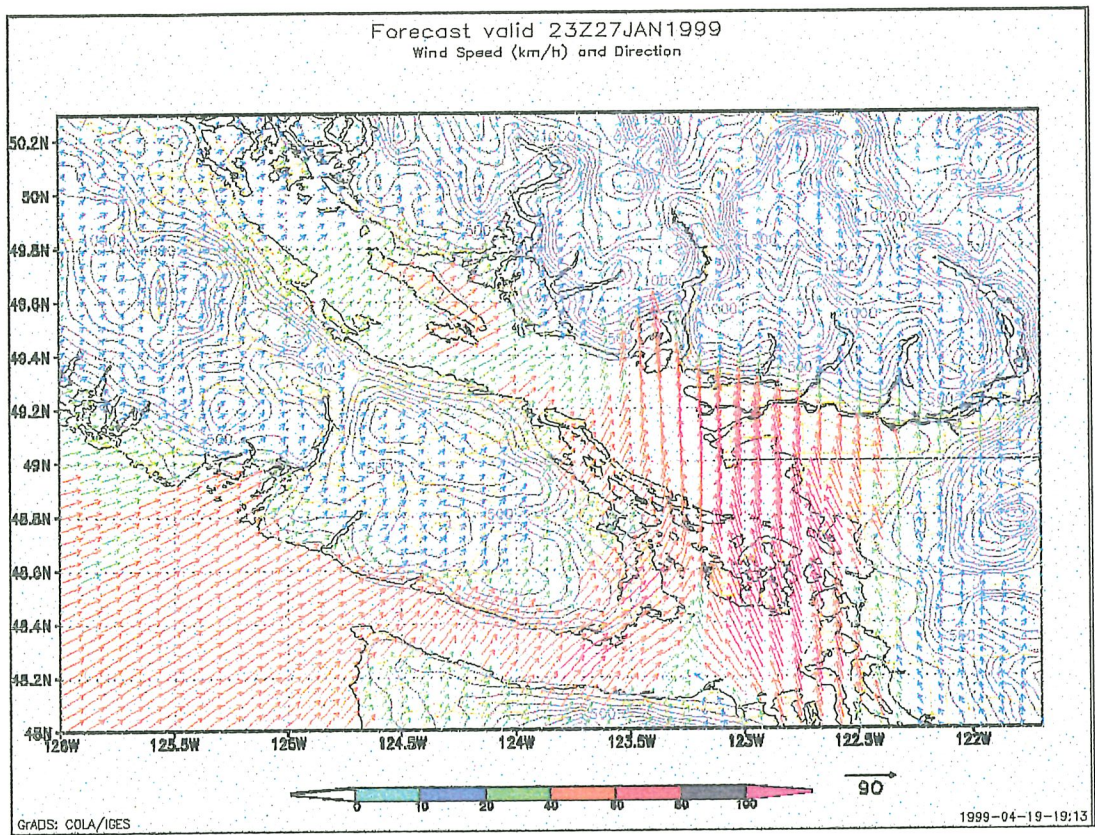 Forecast valid 23Z27JAN1999
Wind Speed (km/h) and Direction
50.2N
50N
49.8N
49.6N
49.4N
49.2N
49N
48.8N
48.6N
48.4N
48.2N
48N
126W 125.5W 125W 124.5W 124W 123.5W 123W 122.5W 122W
0 10 20 40 60 80 100
90
GrADS: COLA/IGES
1999-04-19-19:13